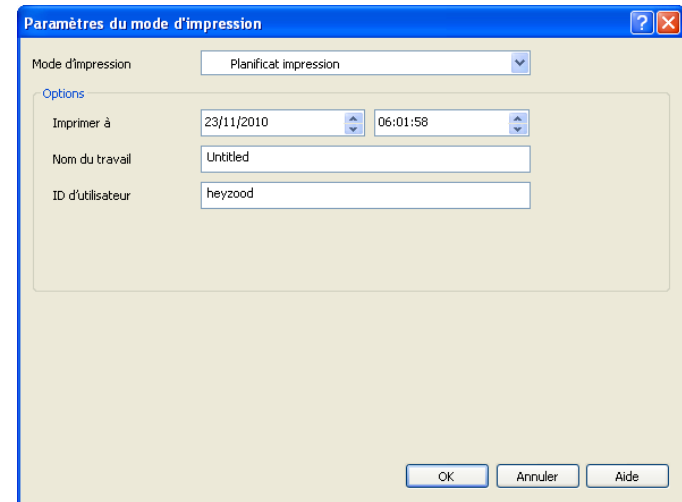 Paramètres du mode d'impression
Mode d'impression Planificat impression
Options
Imprimer à 23/11/2010 06:01:58
Nom du travail Untitled
ID d'utilisateur heyzood
OK Annuler Aide